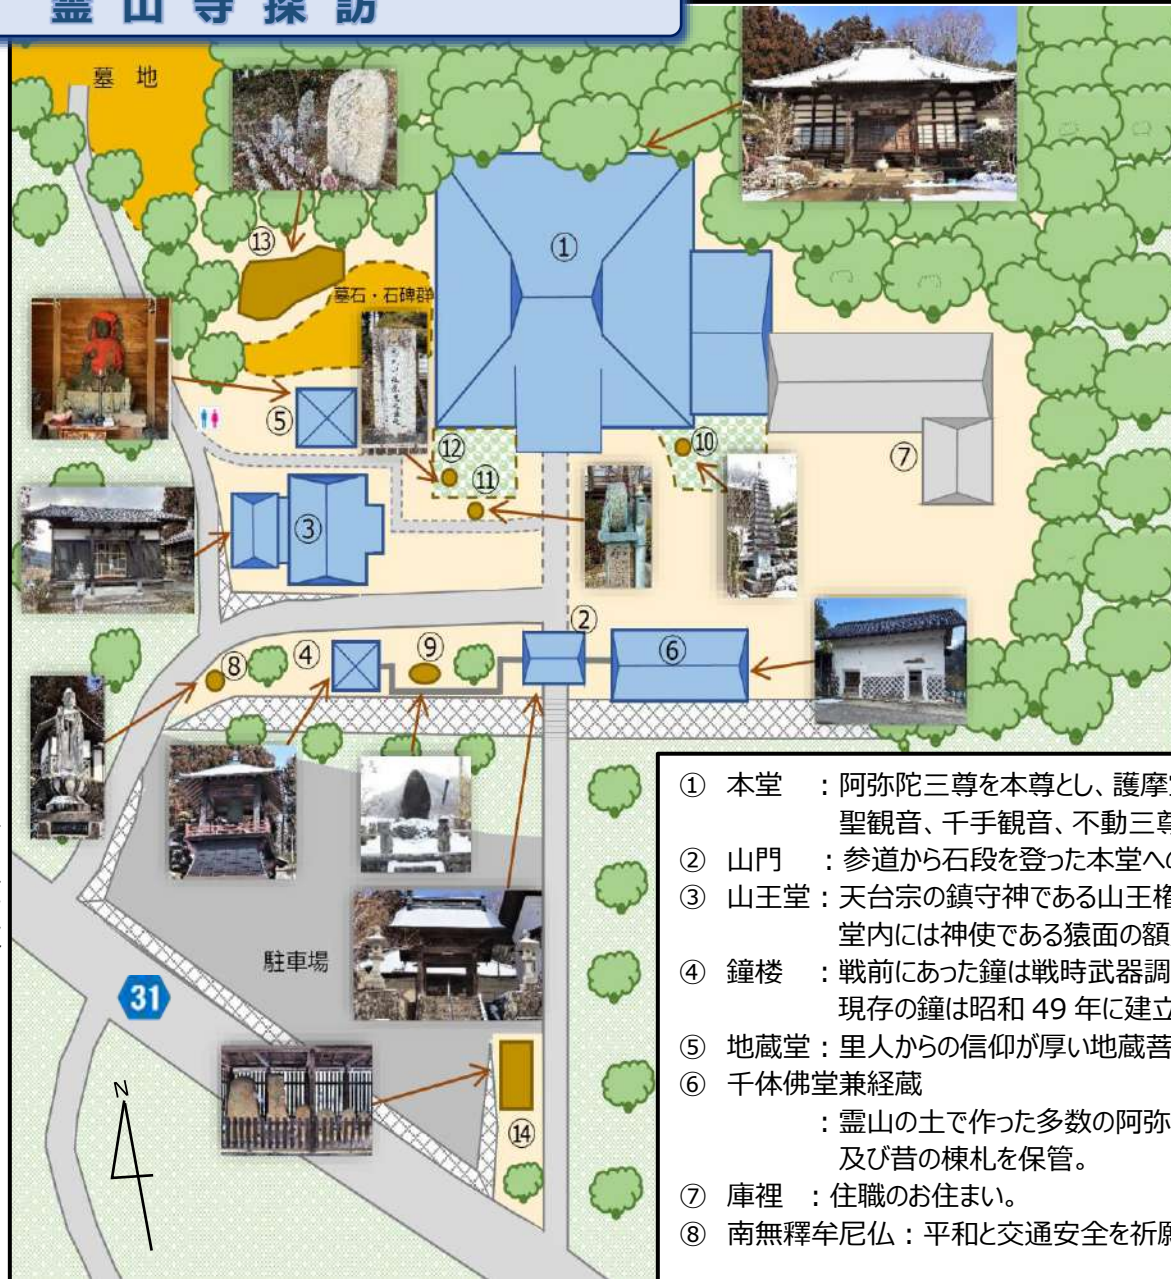 霊山寺探訪
墓地
⑬
①
墓石・石碑群
⑤
⑫
⑪
⑩
⑦
③
②
⑥
⑧
④
⑨
駐車場
31
N
⑭
① 本堂 ：阿弥陀三尊を本尊とし、護摩
聖観音、千手観音、不動三尊
② 山門 ：参道から石段を登った本堂への
③ 山王堂：天台宗の鎮守神である山王権
堂内には神使である猿面の額
④ 鐘楼 ：戦前にあった鐘は戦時武器調
現存の鐘は昭和 49 年に建立
⑤ 地蔵堂：里人からの信仰が厚い地蔵菩
⑥ 千体佛堂兼経蔵
：霊山の土で作った多数の阿弥
及び昔の棟札を保管。
⑦ 庫裡 ：住職のお住まい。
⑧ 南無釋牟尼仏：平和と交通安全を祈願